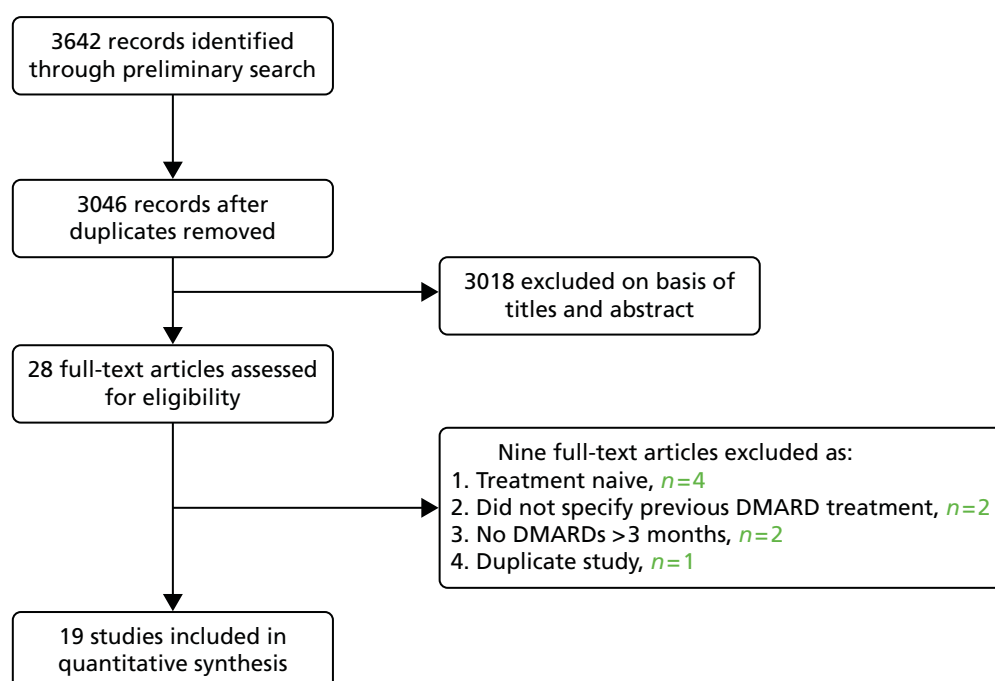 3642 records identified
through preliminary search
3046 records after
duplicates removed
3018 excluded on basis of
titles and abstract
28 full-text articles assessed
for eligibility
Nine full-text articles excluded as:
1. Treatment naive, n=4
2. Did not specify previous DMARD treatment, n=2
3. No DMARDs >3 months, n=2
4. Duplicate study, n=1
19 studies included in
quantitative synthesis